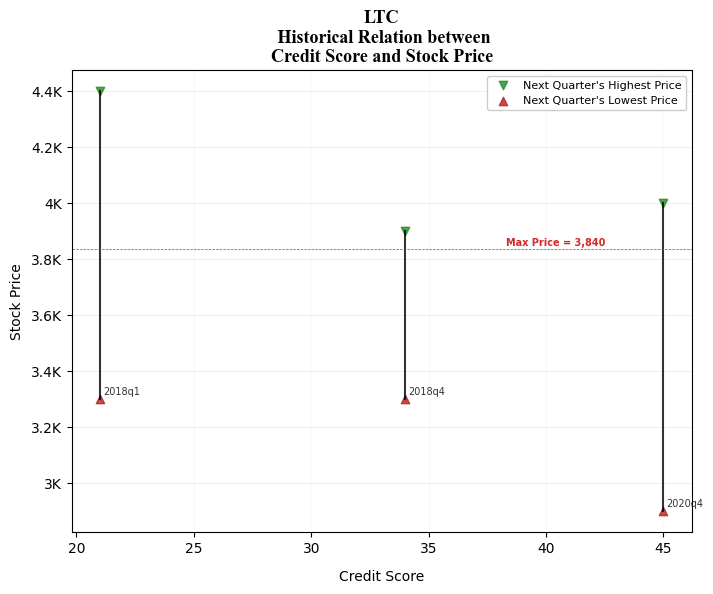 LTC
Historical Relation between
Credit Score and Stock Price
Next Quarter's Highest Price
Next Quarter's Lowest Price
4.4K
4.2K
4K
3.8K
3.6K
3.4K
3.2K
3K
Stock Price
Max Price = 3,840
2018q1
2018q4
2020q4
20
25
30
35
40
45
Credit Score